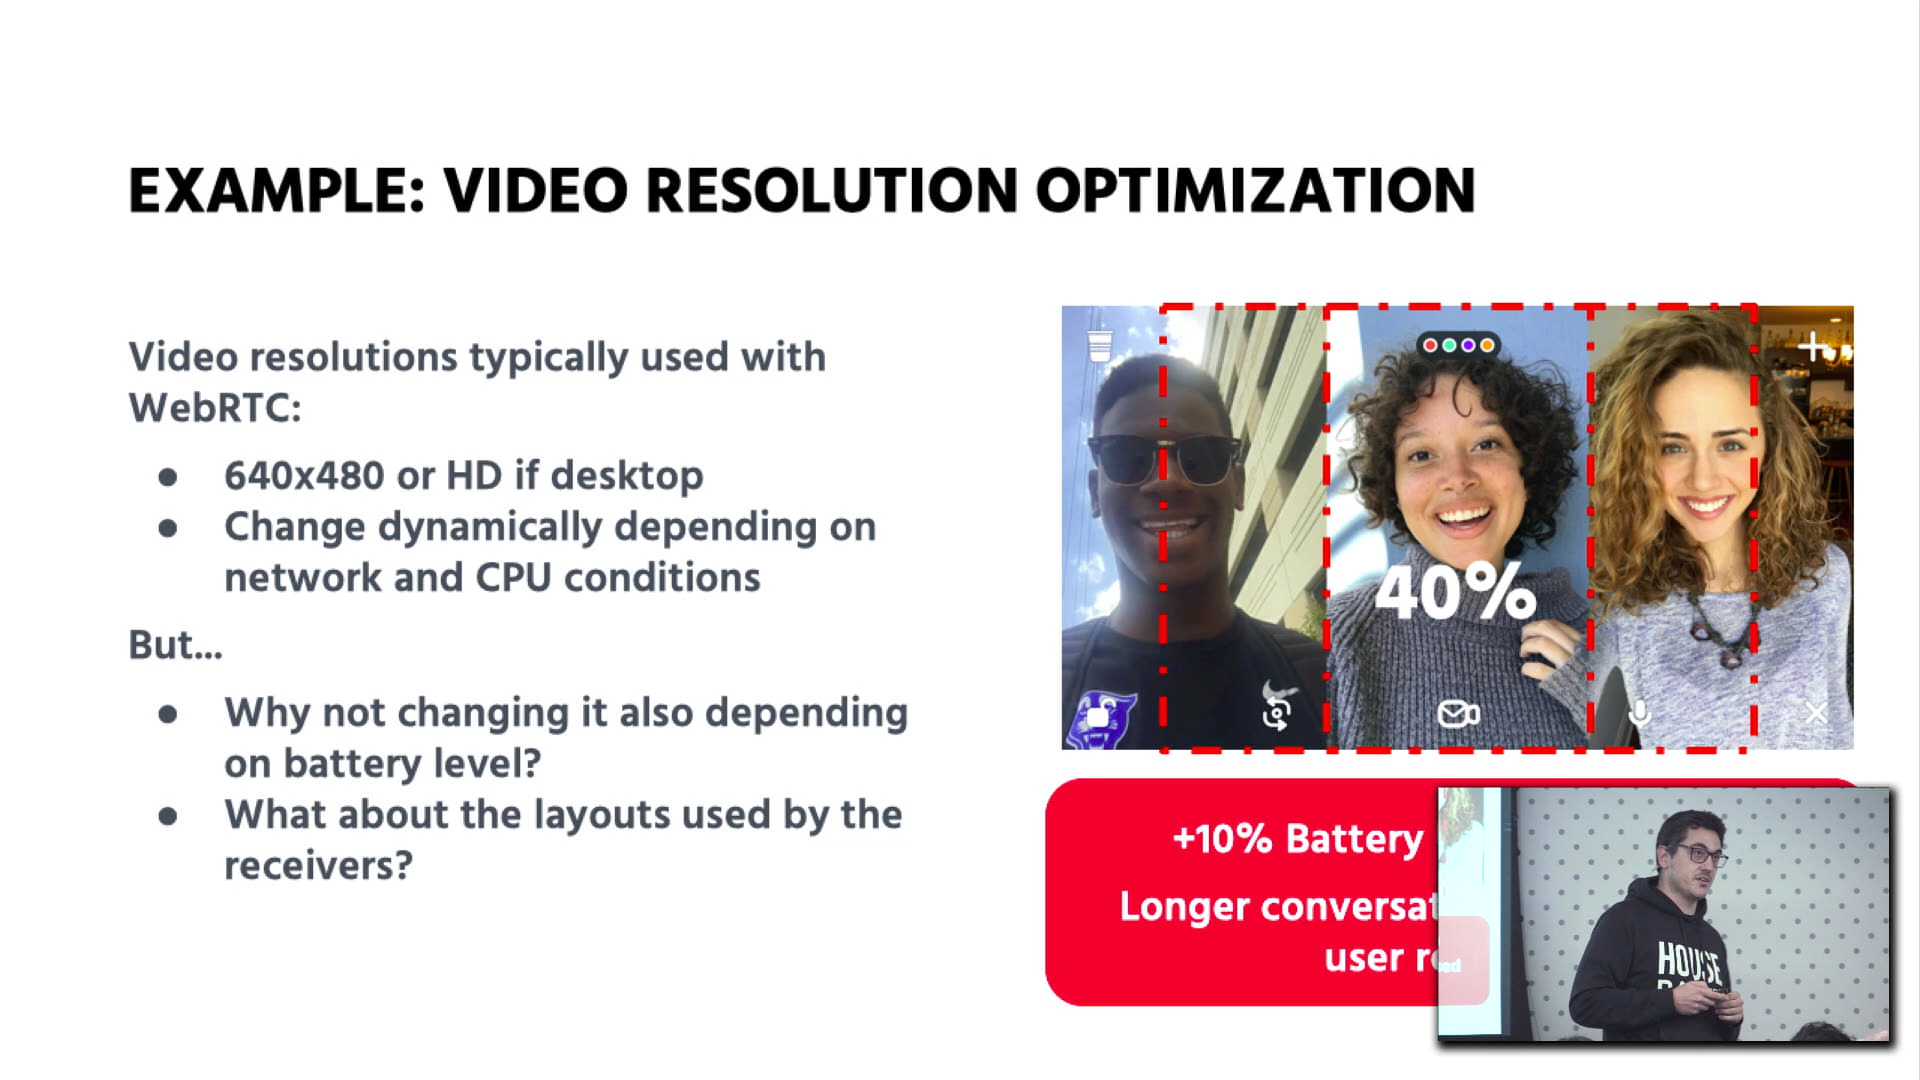 EXAMPLE: VIDEO RESOLUTION OPTIMIZATION
Video resolutions typically used with
WebRTC:
● 640x480 or HD if desktop
● Change dynamically depending on
network and CPU conditions
But...
● Why not changing it also depending
on battery level?
● What about the layouts used by the
receivers?
40%
+10% Battery
Longer
user
HOUSE